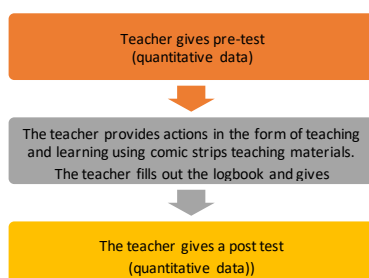 Teacher gives pre-test
(quantitative data)
The teacher provides actions in the form of teaching
and learning using comic strips teaching materials.
The teacher fills out the logbook and gives
The teacher gives a post test
(quantitative data))